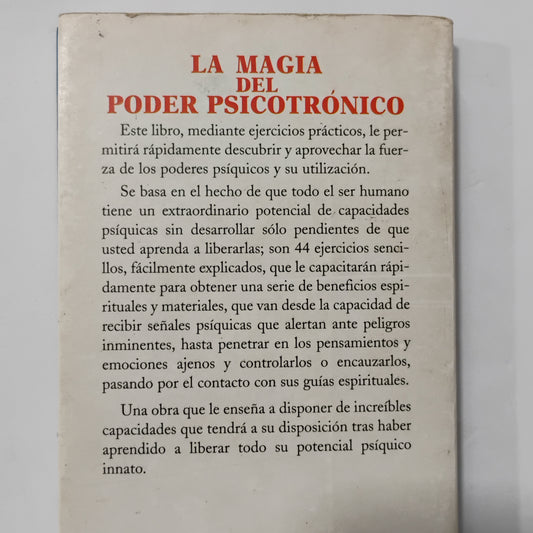 LA MAGIA
DEL
PODER PSICOTRÓNICO
Este libro, mediante ejercicios prácticos, le per-
mitirá rápidamente descubrir y aprovechar la fuer-
za de los poderes psíquicos y su utilización.
Se basa en el hecho de que todo el ser humano
tiene un extraordinario potencial de capacidades
psíquicas sin desarrollar sólo pendientes de que
usted aprenda a liberarlas; son 44 ejercicios senci-
llos, fácilmente explicados, que le capacitarán rápi-
damente para obtener una serie de beneficios espi-
rituales y materiales, que van desde la capacidad de
recibir señales psíquicas que alertan ante peligros
inminentes, hasta penetrar en los pensamientos y
emociones ajenos y controlarlos o encauzarlos,
pasando por el contacto con sus guías espirituales.
Una obra que le enseña a disponer de increíbles
capacidades que tendrá a su disposición tras haber
aprendido a liberar todo su potencial psíquico
innato.